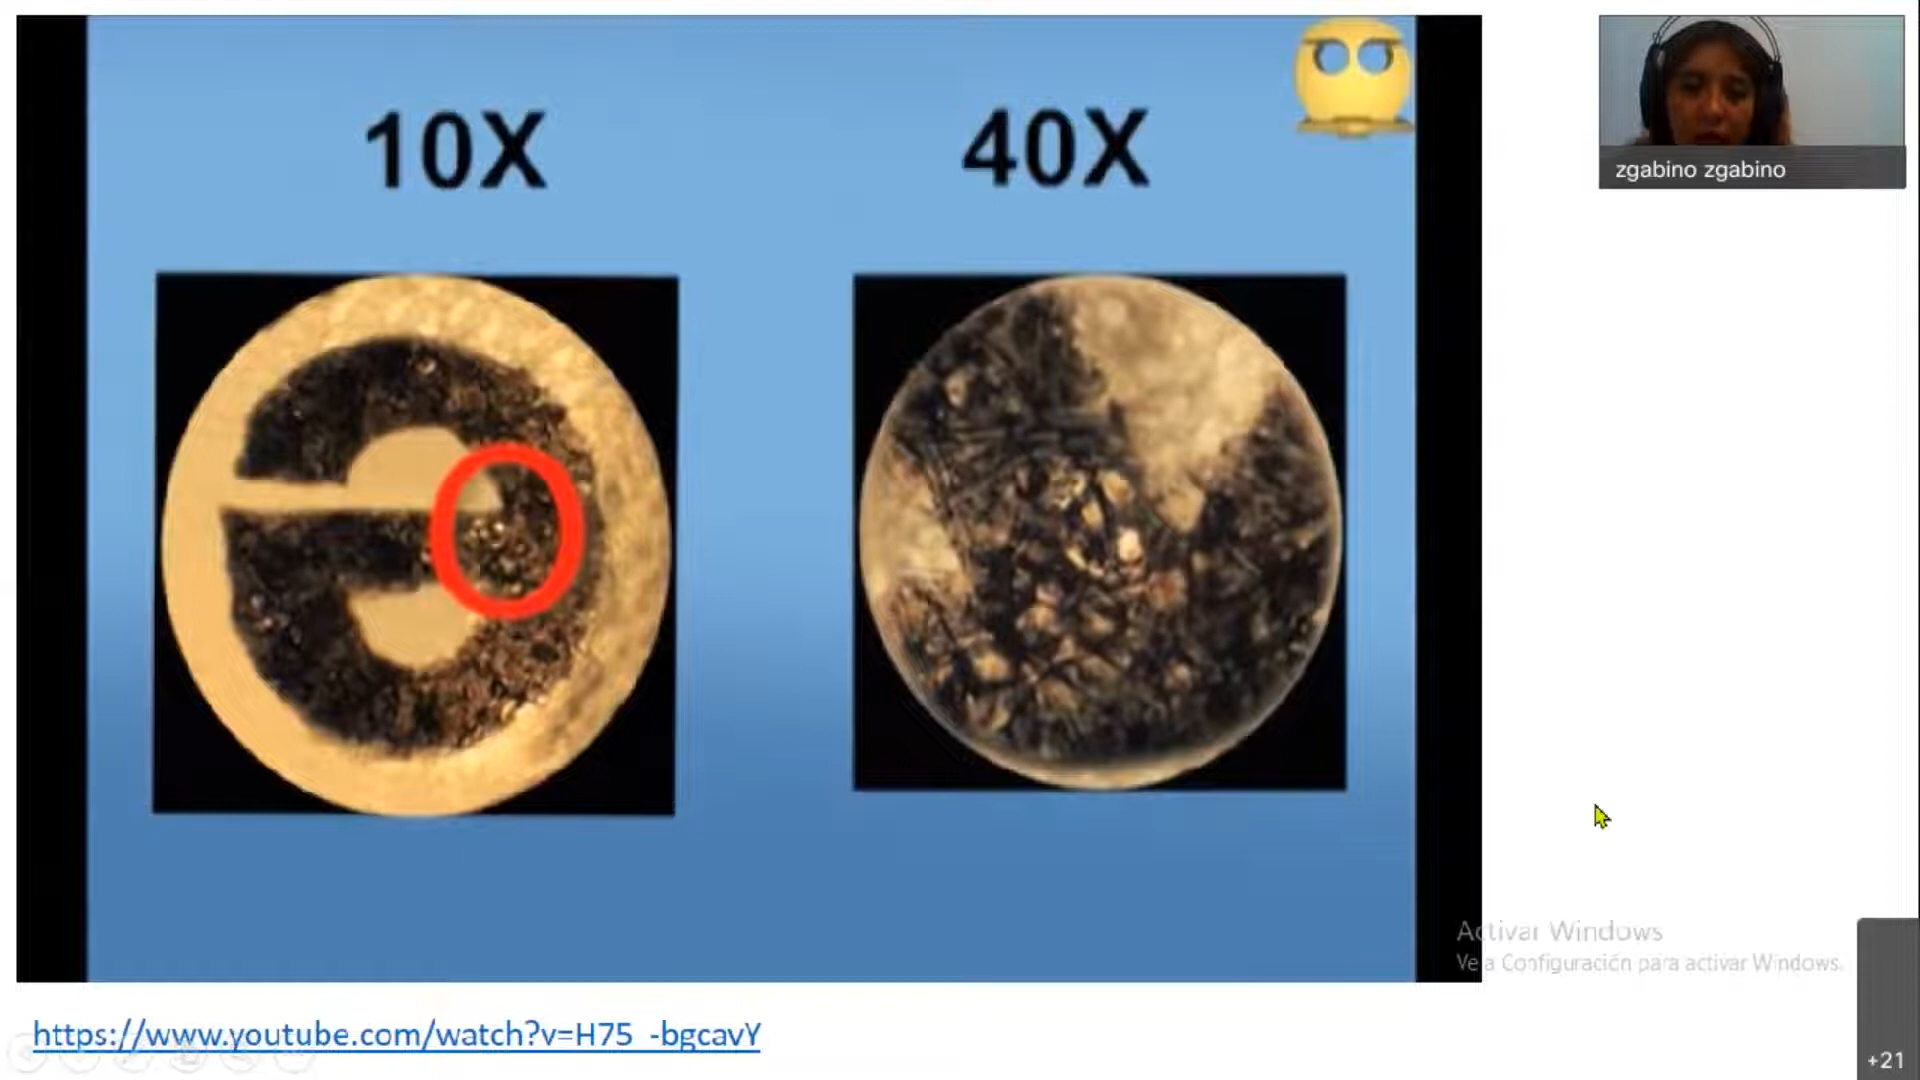 10X
40X
zgabino zgabino
Activar Windows
Ve a Configuración para activar Windows.
https://www.youtube.com/watch?v=H75_-bgcavY
+21